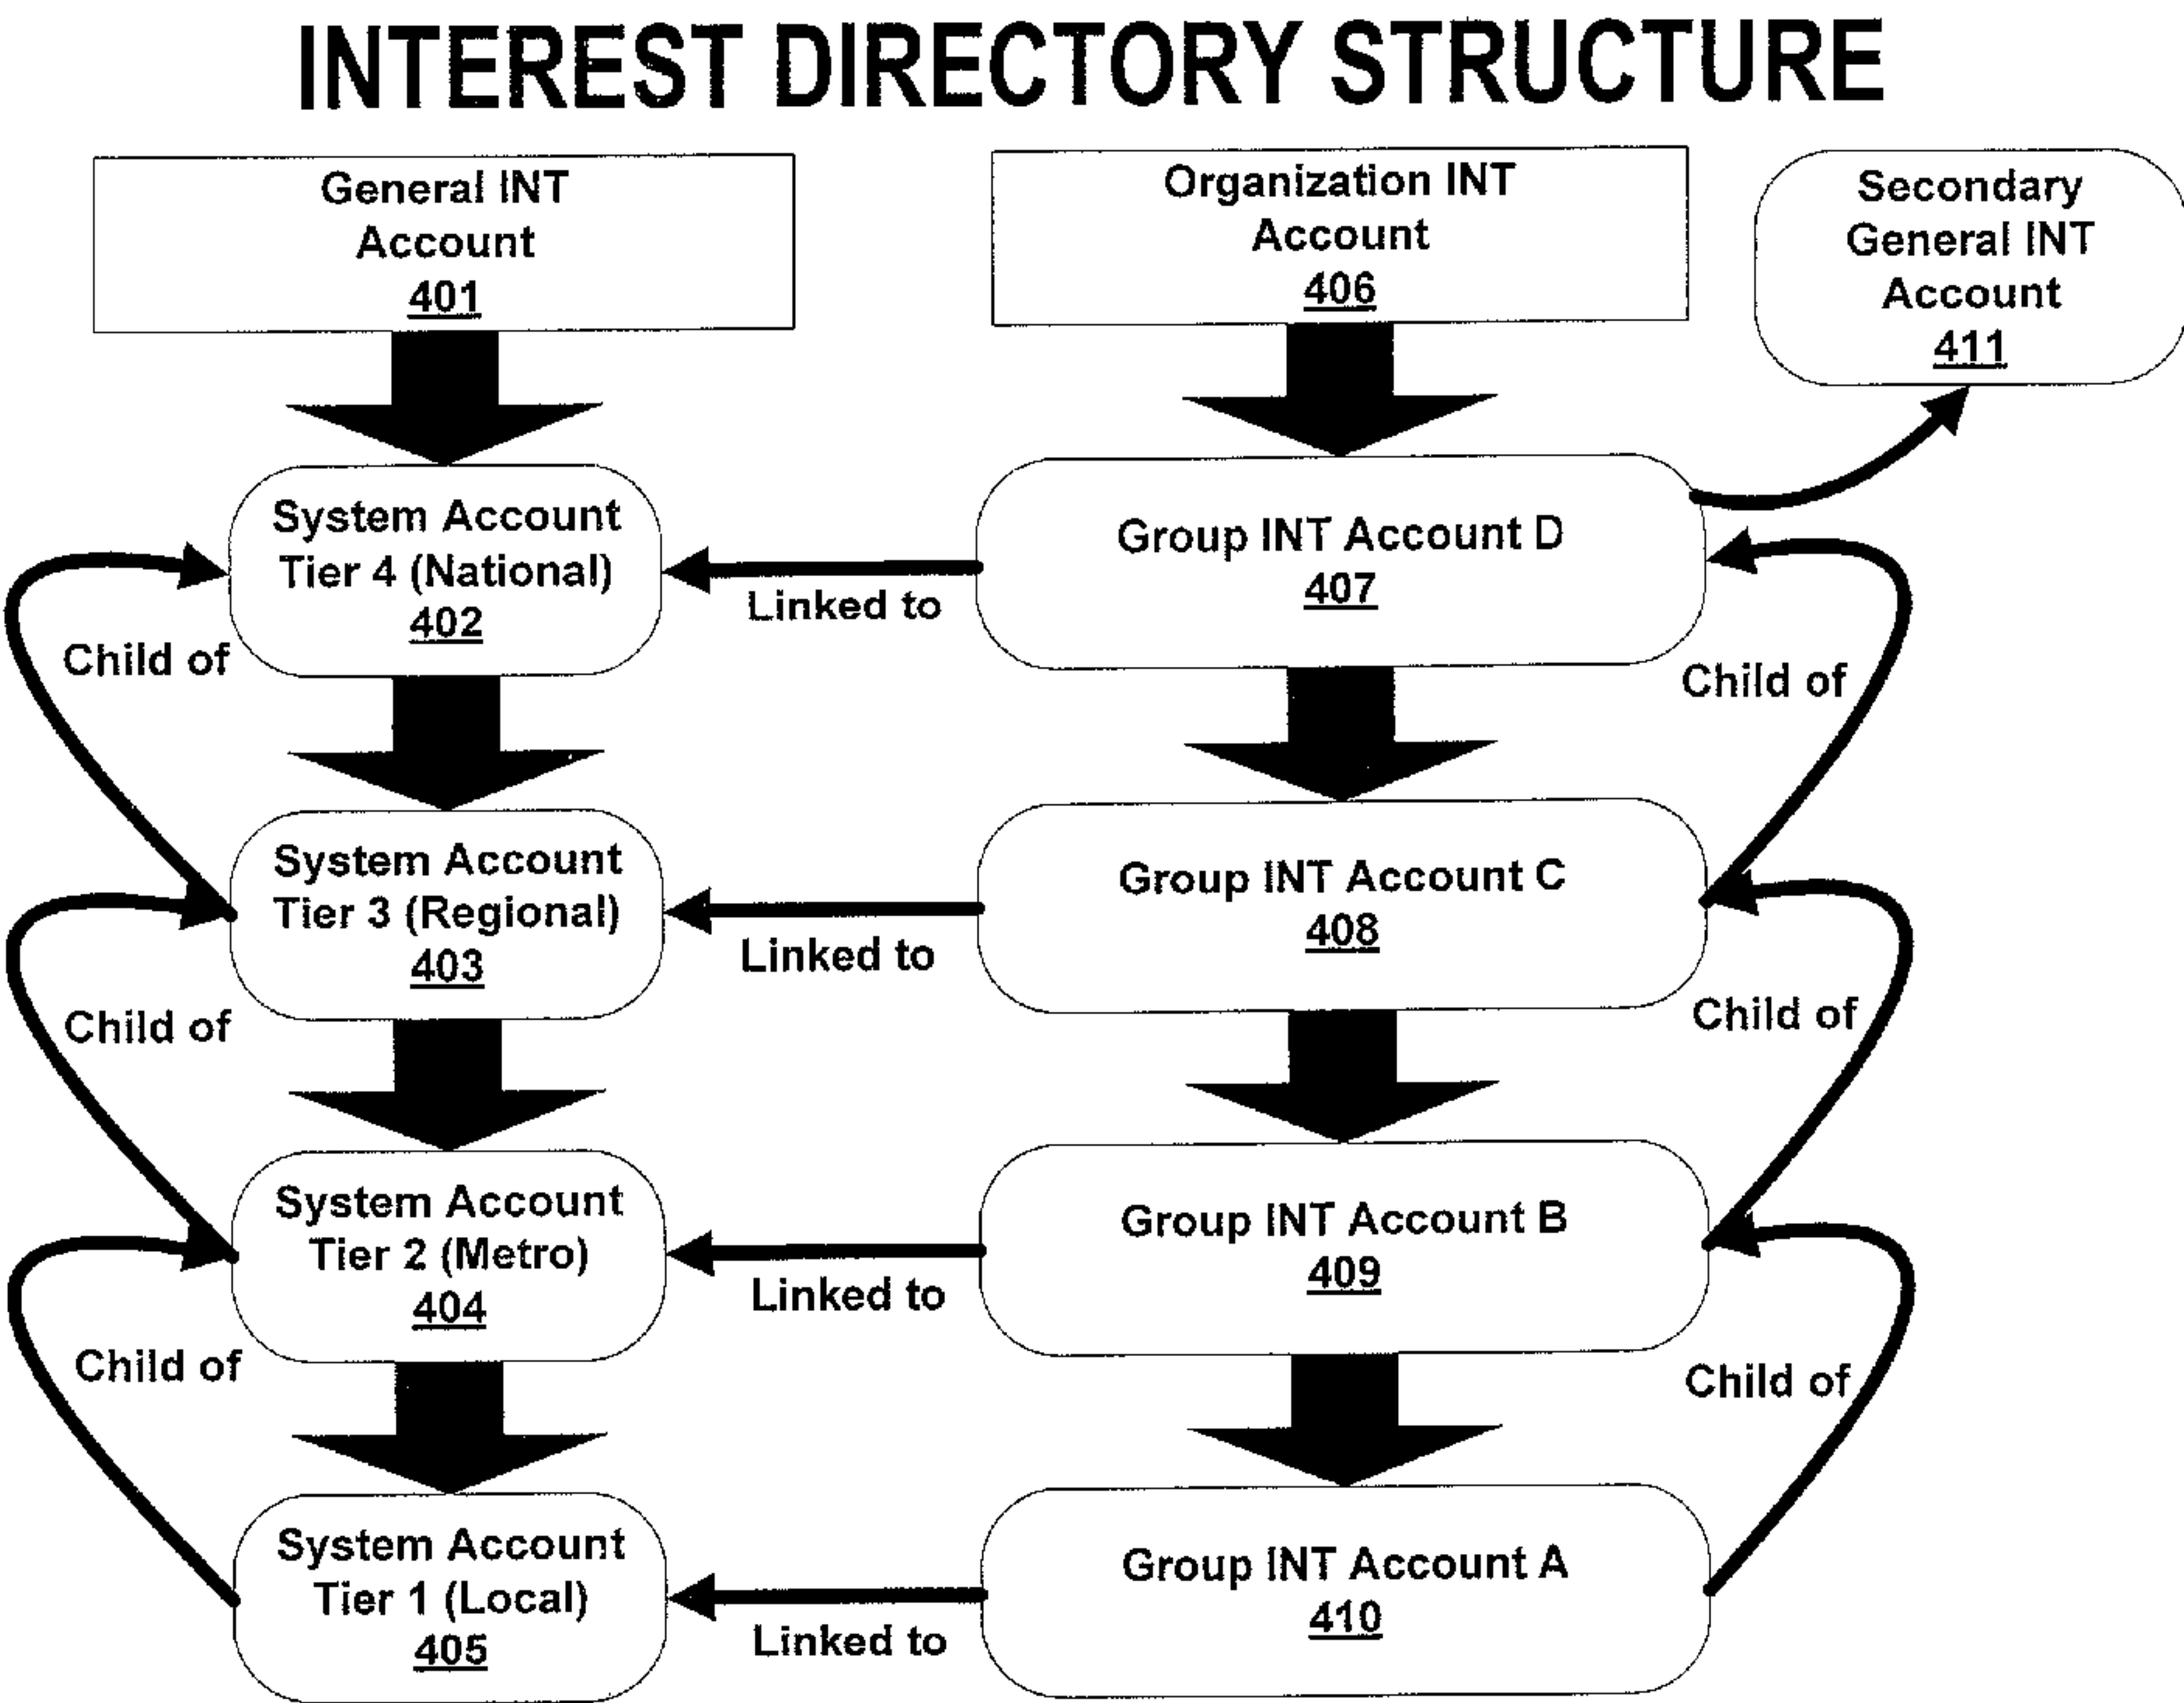 INTEREST DIRECTORY STRUCTURE
General INT
Account
401
Organization INT
Account
406
Secondary
General INT
Account
411
System Account
Tier 4 (National)
402
Linked to
Group INT Account D
407
Child of
Child of
System Account
Tier 3 (Regional)
403
Linked to
Group INT Account C
408
Child of
Child of
System Account
Tier 2 (Metro)
404
Linked to
Group INT Account B
409
Child of
Child of
System Account
Tier 1 (Local)
405
Linked to
Group INT Account A
410